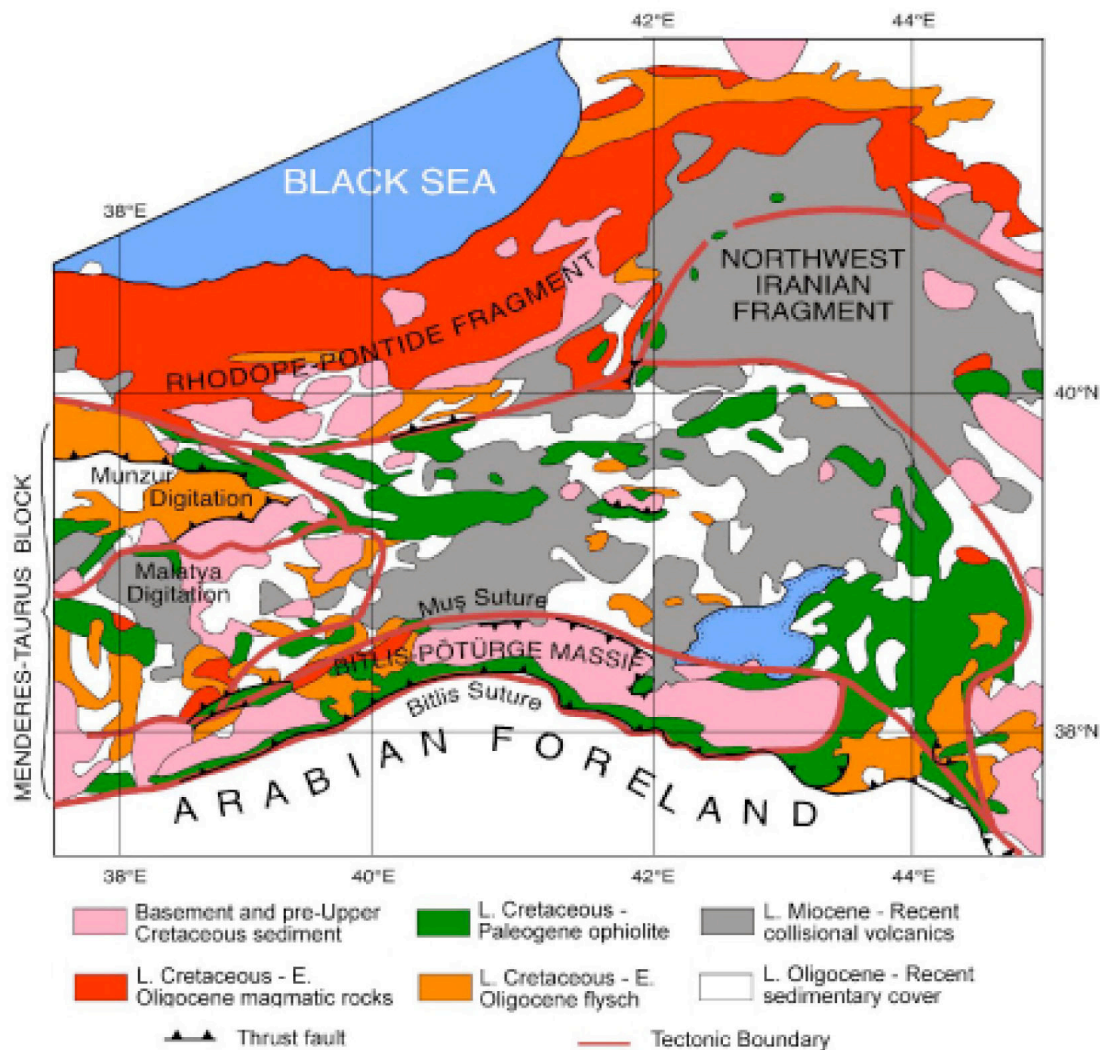 42°E
44°E
38°E
BLACK SEA
NORTHWEST
IRANIAN
FRAGMENT
RHODOPE-PONTIDE FRAGMENT
40°N
MENDERES-TAURUS BLOCK
Munzur
Digitation
Malatya
Digitation
Muş Suture
BITLIS-PÖTÜRGE MASSIF
Bitlis Suture
38°N
ARABIAN FORELAND
38°E
40°E
42°E
44°E
Basement and pre-Upper
Cretaceous sediment
L. Cretaceous -
Paleogene ophiolite
L. Miocene - Recent
collisional volcanics
L. Cretaceous - E.
Oligocene magmatic rocks
L. Cretaceous - E.
Oligocene flysch
L. Oligocene - Recent
sedimentary cover
Thrust fault
Tectonic Boundary